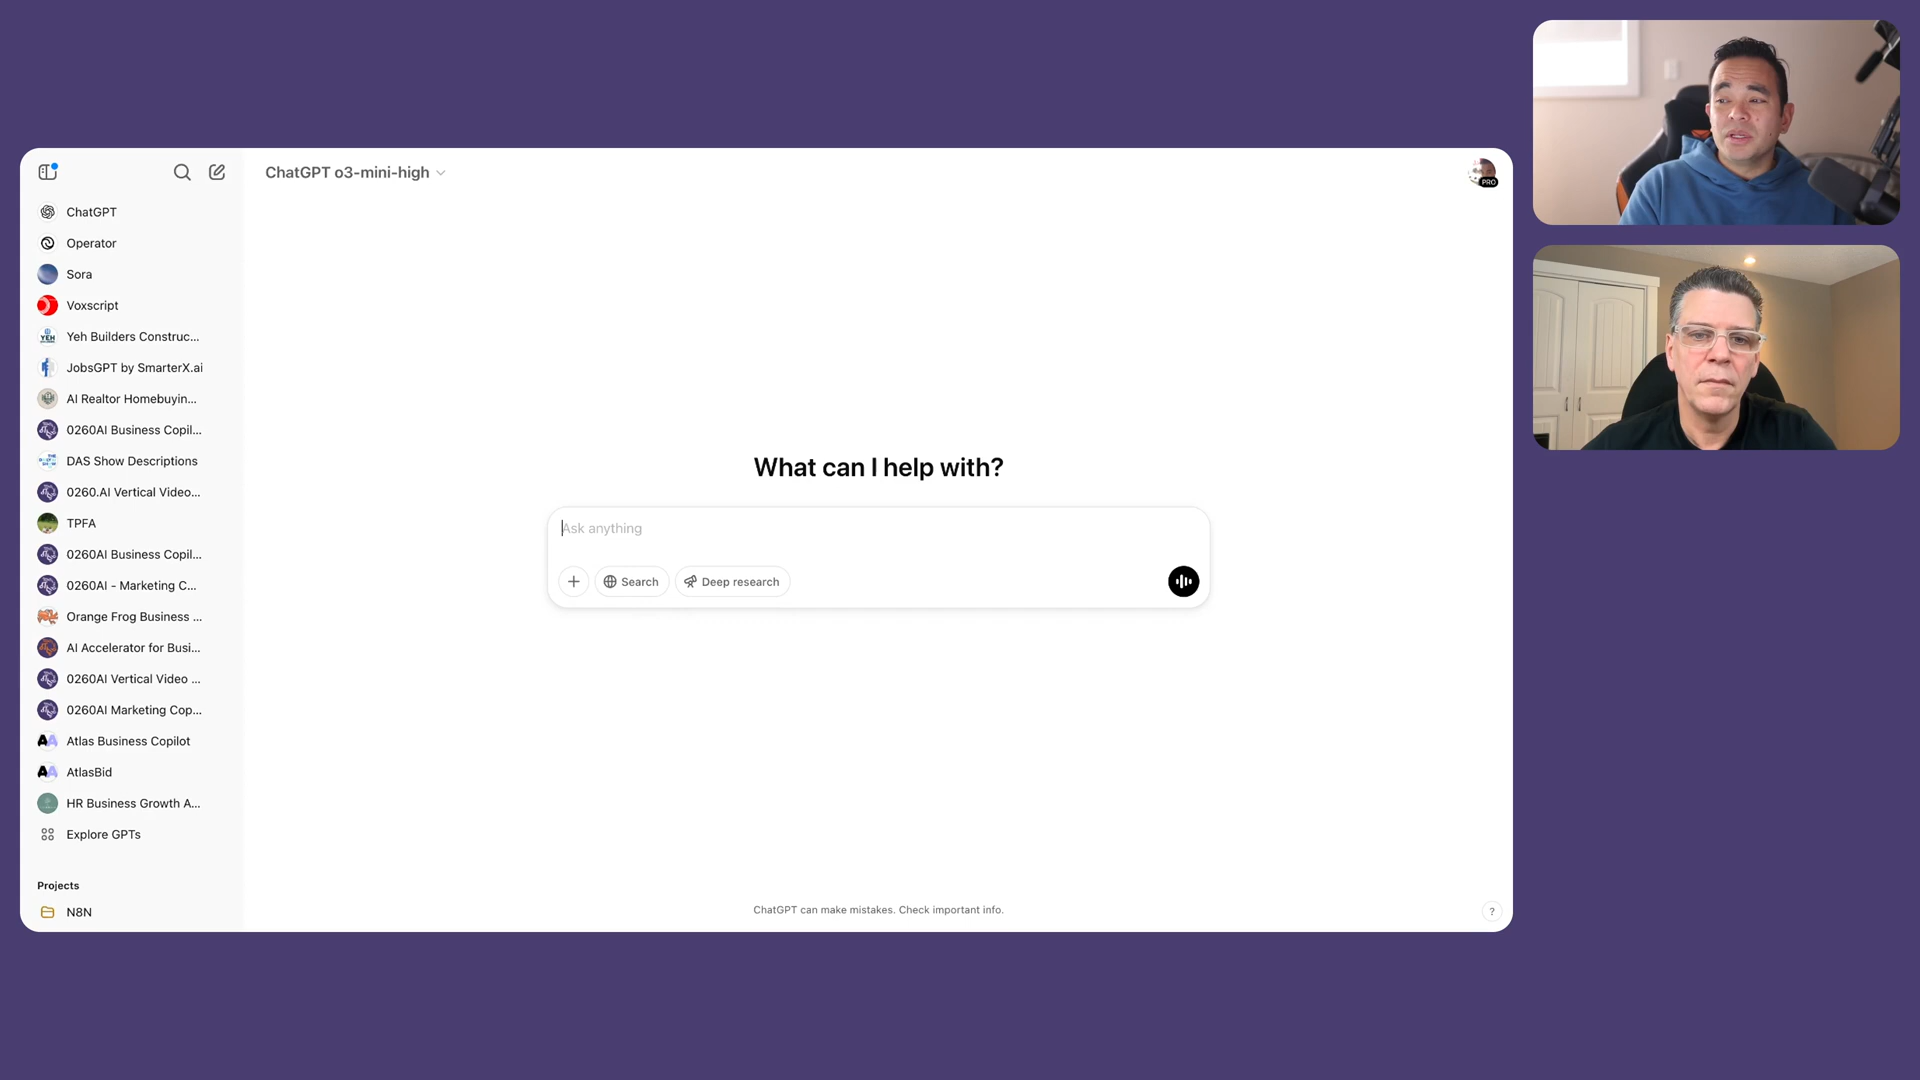 ChatGPT
Operator
Sora
Voxscript
Yeh Builders Construc...
JobsGPT by SmarterX.ai
AI Realtor Homebuyin...
0260AI Business Copil...
DAS Show Descriptions
0260.AI Vertical Video...
TPFA
0260AI Business Copil...
0260AI - Marketing C...
Orange Frog Business ...
AI Accelerator for Busi...
0260AI Vertical Video ...
0260AI Marketing Cop...
Atlas Business Copilot
AtlasBid
HR Business Growth A...
Explore GPTs
Projects
N8N
ChatGPT o3-mini-high
PRO
What can I help with?
Ask anything
Search
Deep research
ChatGPT can make mistakes. Check important info.
?